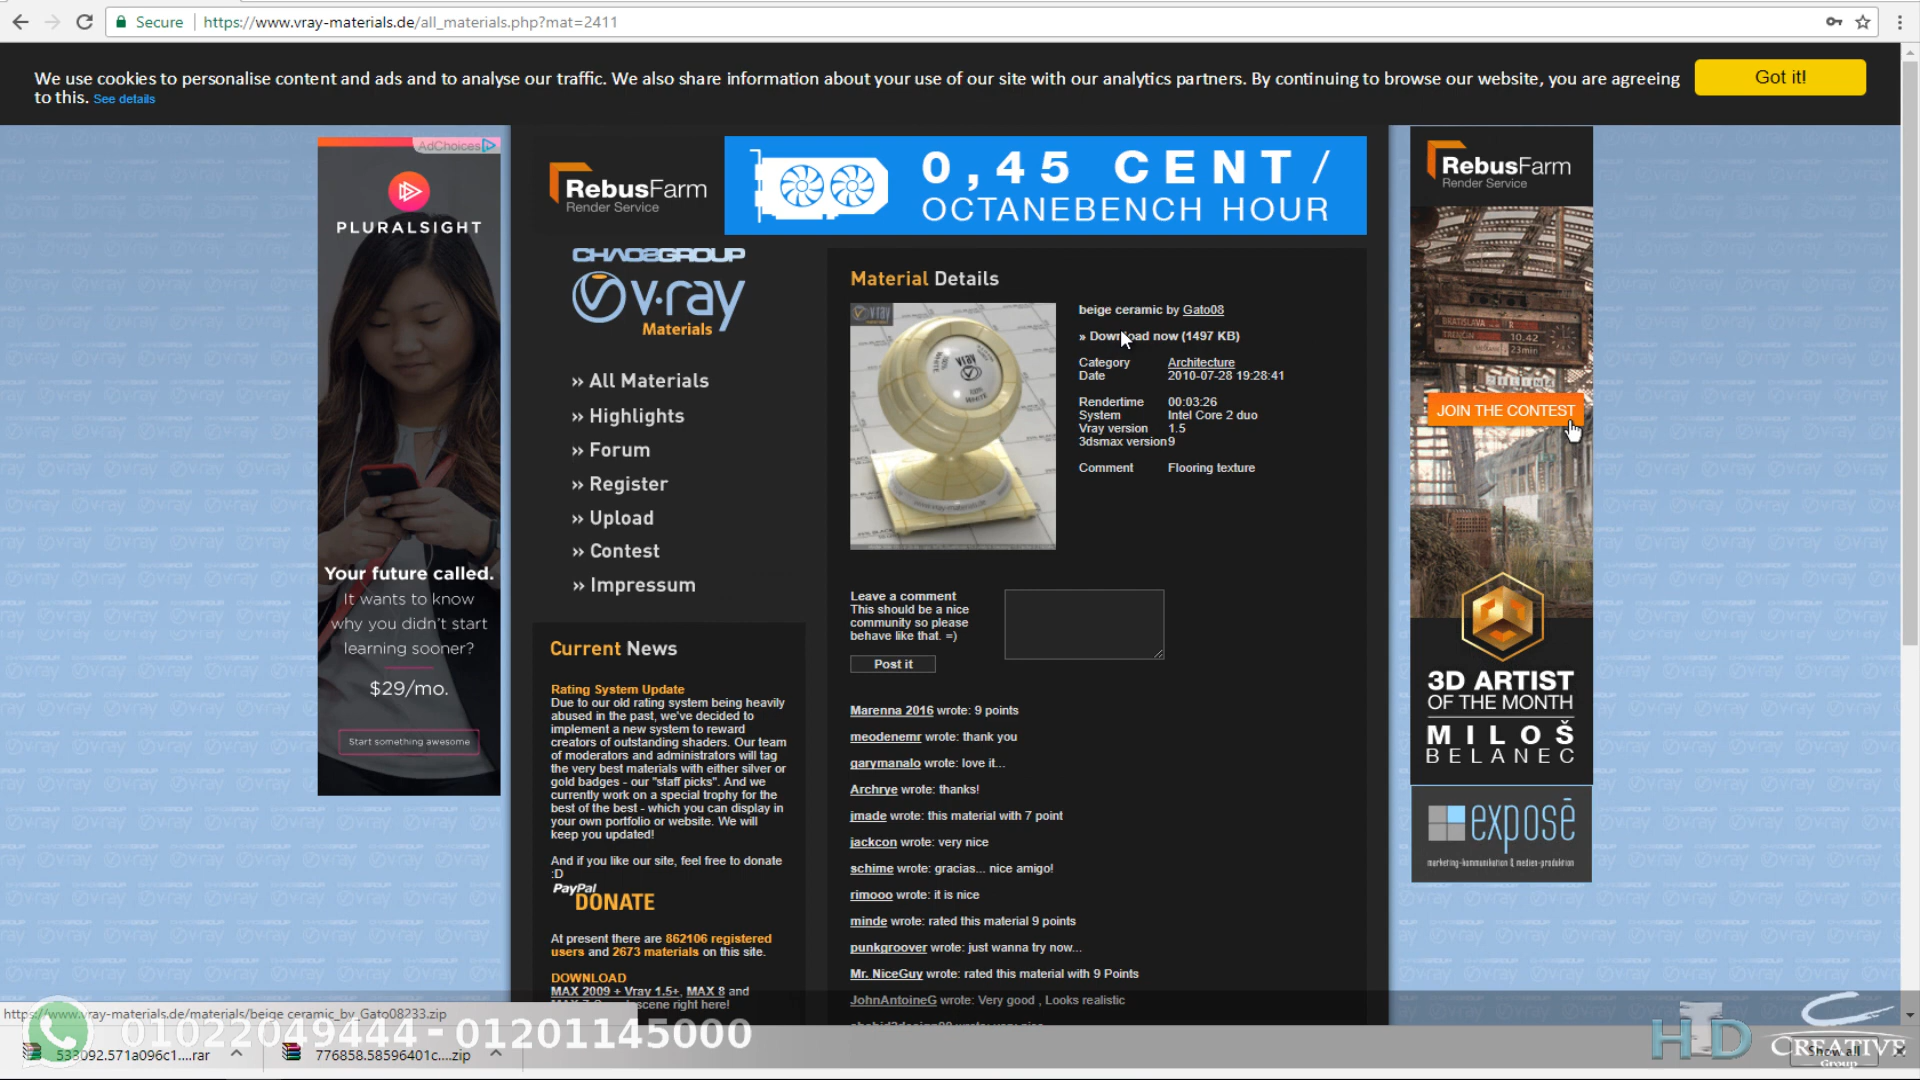 Secure
https://www.vray-materials.de/all_materials.php?mat=2411
We use cookies to personalise content and ads and to analyse our traffic. We also share information about your use of our site with our analytics partners. By continuing to browse our website, you are agreeing
to this. See details
Got it!
AdChoices
PLURALSIGHT
Your future called.
It wants to know
why you didn't start
learning sooner?
$29/mo.
Start something awesome
RebusFarm
Render Service
0,45 CENT/
OCTANEBENCH HOUR
CHAOSGROUP
v·ray
Materials
» All Materials
» Highlights
» Forum
» Register
» Upload
» Contest
» Impressum
Current News
Rating System Update
Due to our old rating system being heavily
abused in the past, we've decided to
implement a new system to reward
creators of outstanding shaders. Our team
of moderators and administrators will tag
the very best materials with either silver or
gold badges - our "staff picks". And we
currently work on a special trophy for the
best of the best - which you can display in
your own portfolio or website. We will
keep you updated!
And if you like our site, feel free to donate
:D
PayPal
DONATE
At present there are 862106 registered
users and 2673 materials on this site.
DOWNLOAD
MAX 2009 + Vray 1.5+, MAX 8 and
scene right here!
Material Details
beige ceramic by Gato08
» Download now (1497 KB)
Category Architecture
Date 2010-07-28 19:28:41
Rendertime 00:03:26
System Intel Core 2 duo
Vray version 1.5
3dsmax version9
Comment Flooring texture
Leave a comment
This should be a nice
community so please
behave like that. =)
Post it
Marenna 2016 wrote: 9 points
meodenemr wrote: thank you
garymanalo wrote: love it...
Archrye wrote: thanks!
jmade wrote: this material with 7 point
jackcon wrote: very nice
schime wrote: gracias... nice amigo!
rimooo wrote: it is nice
minde wrote: rated this material 9 points
punkgroover wrote: just wanna try now...
Mr. NiceGuy wrote: rated this material with 9 Points
JohnAntoineG wrote: Very good , Looks realistic
RebusFarm
Render Service
BRATISLAVA
10.42
23min
ZILINA
JOIN THE CONTEST
3D ARTIST
OF THE MONTH
MILOŠ
BELANEC
exposē
marketing-kommunikation & medien-produktion
https://www.vray-materials.de/materials/beige ceramic_by_Gato08233.zip
01022049444 - 01201145000
533092.571a096c1....rar
776858.58596401c....zip
Show all
HTD
CREATIVE
Group